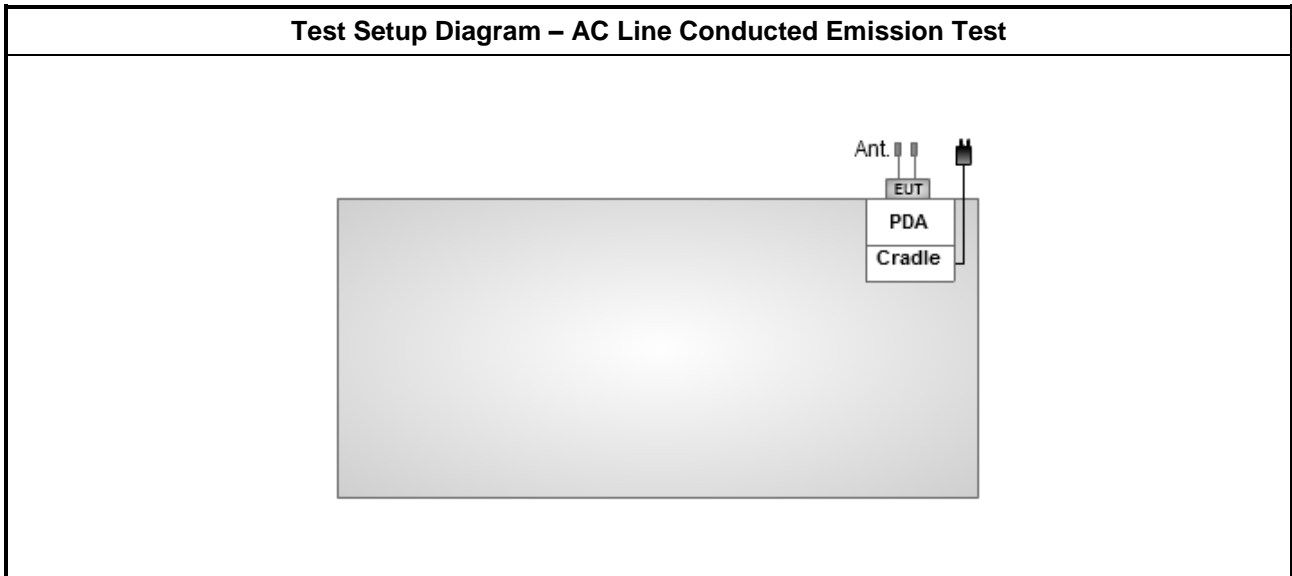 Test Setup Diagram – AC Line Conducted Emission Test
Ant.
EUT
PDA
Cradle